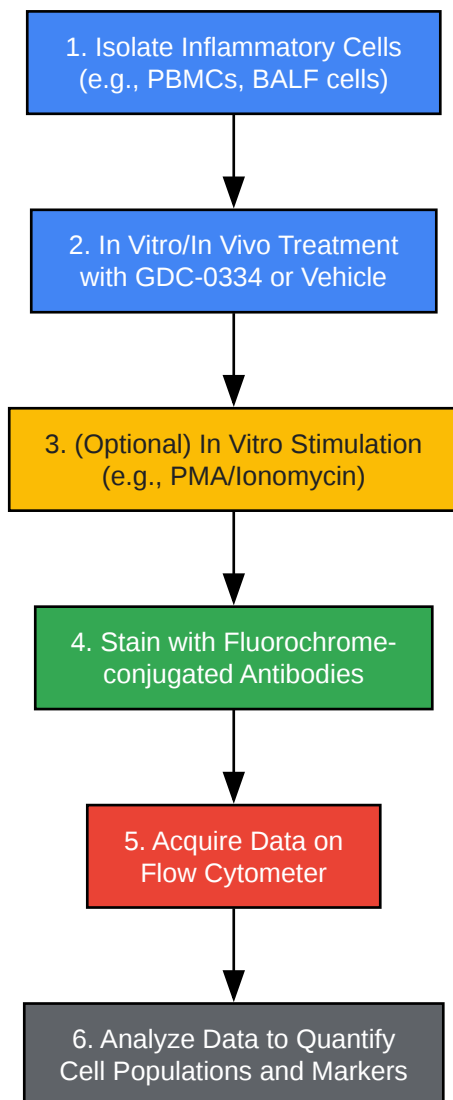 1. Isolate Inflammatory Cells
(e.g., PBMCs, BALF cells)
2. In Vitro/In Vivo Treatment
with GDC-0334 or Vehicle
3. (Optional) In Vitro Stimulation
(e.g., PMA/Ionomycin)
4. Stain with Fluorochrome-
conjugated Antibodies
5. Acquire Data on
Flow Cytometer
6. Analyze Data to Quantify
Cell Populations and Markers